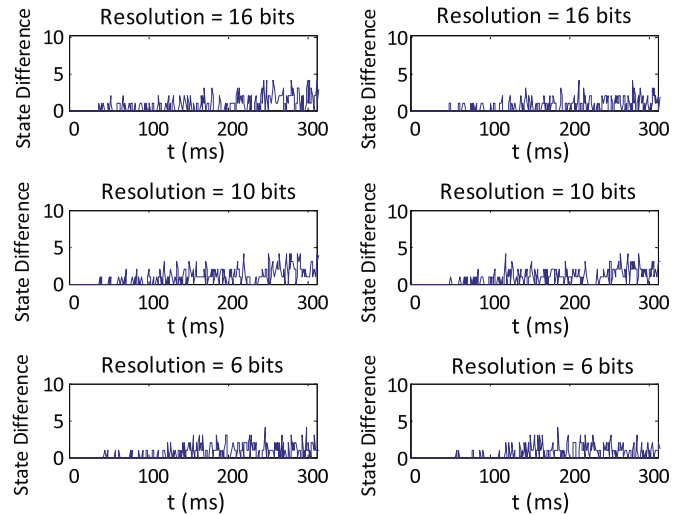 Resolution = 16 bits
State Difference
10
5
0
0 100 200 300
t (ms)
Resolution = 16 bits
State Difference
10
5
0
0 100 200 300
t (ms)
Resolution = 10 bits
State Difference
10
5
0
0 100 200 300
t (ms)
Resolution = 10 bits
State Difference
10
5
0
0 100 200 300
t (ms)
Resolution = 6 bits
State Difference
10
5
0
0 100 200 300
t (ms)
Resolution = 6 bits
State Difference
10
5
0
0 100 200 300
t (ms)